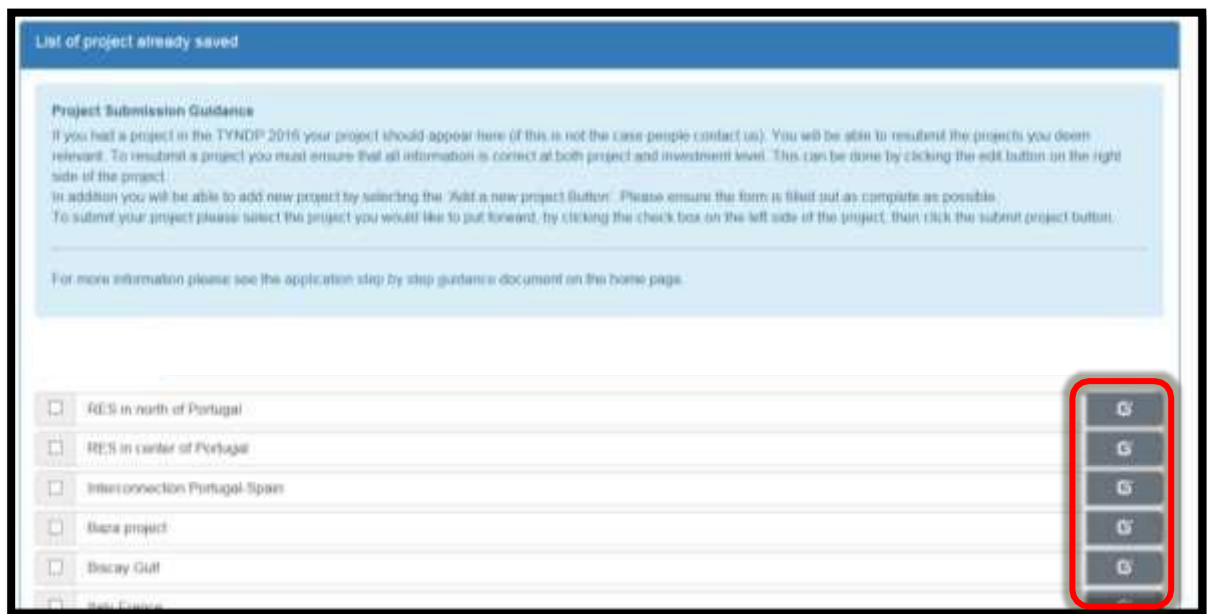 List of project already saved
Project Submission Guidance
If you had a project in the TYNDP 2016 your project should appear here (if this is not the case people contact us). You will be able to resubmit the projects you deem
relevant. To resubmit a project you must ensure that all information is correct at both project and investment level. This can be done by clicking the edit button on the right
side of the project.
In addition you will be able to add new project by selecting the 'Add a new project Button'. Please ensure the form is filled out as complete as possible.
To submit your project please select the project you would like to put forward, by clicking the check box on the left side of the project, then click the submit project button.
For more information please see the application step by step guidance document on the home page.
RES in north of Portugal
RES in center of Portugal
Interconnection Portugal-Spain
Baza project
Biscay Gulf
Italy-France